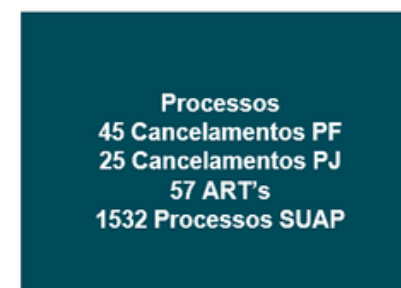 Processos
45 Cancelamentos PF
25 Cancelamentos PJ
57 ART's
1532 Processos SUAP